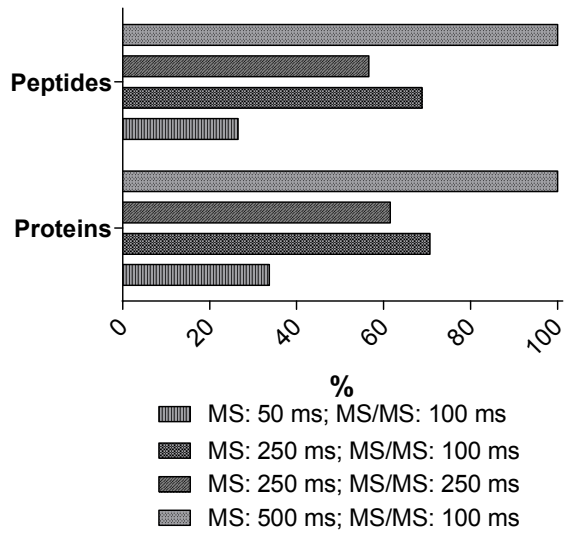 Peptides
Proteins
0 20 40 60 80 100
%
MS: 50 ms; MS/MS: 100 ms
MS: 250 ms; MS/MS: 100 ms
MS: 250 ms; MS/MS: 250 ms
MS: 500 ms; MS/MS: 100 ms